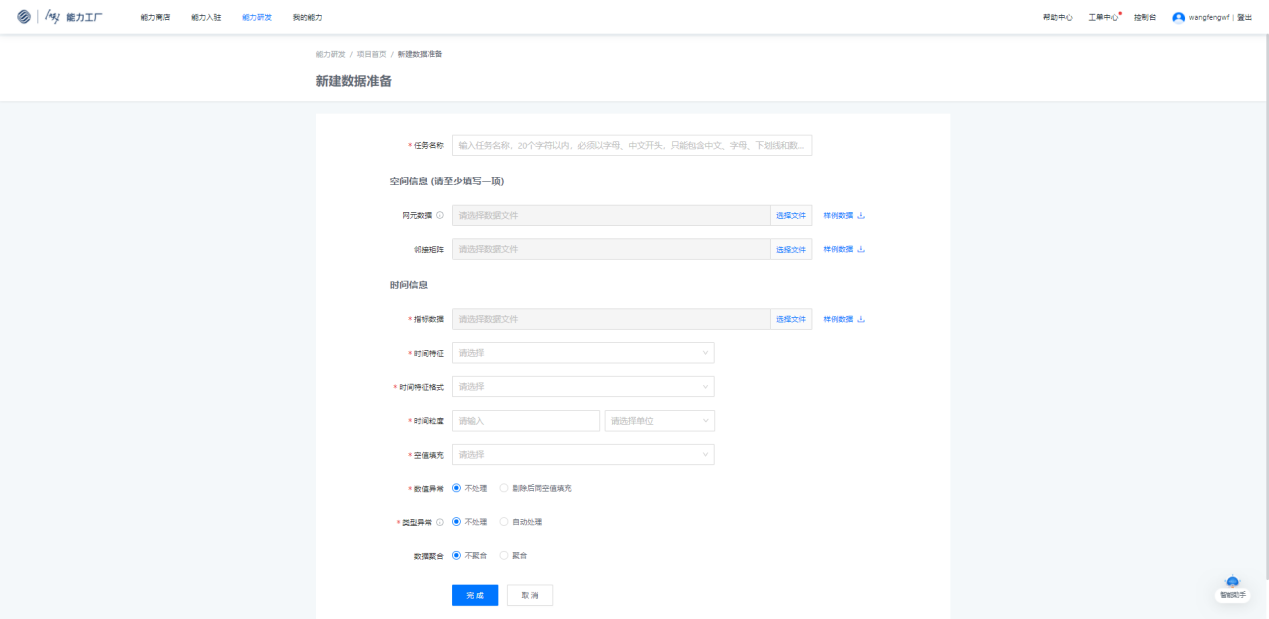 能力工厂 能力商店 能力入驻 能力研发 我的能力 帮助中心 工单中心 控制台 wangfengwf | 登出
能力研发 / 项目首页 / 新建数据准备
新建数据准备
* 任务名称 输入任务名称，20个字符以内，必须以字母、中文开头，只能包含中文、字母、下划线和数...
空间信息 (请至少填写一项)
网元数据 请选择数据文件 选择文件 样例数据
邻接矩阵 请选择数据文件 选择文件 样例数据
时间信息
* 指标数据 请选择数据文件 选择文件 样例数据
* 时间特征 请选择
* 时间特征格式 请选择
* 时间粒度 请输入 请选择单位
* 空值填充 请选择
* 数值异常 不处理 剔除后同空值填充
* 类型异常 不处理 自动处理
数据聚合 不聚合 聚合
完成 取消
智能助手